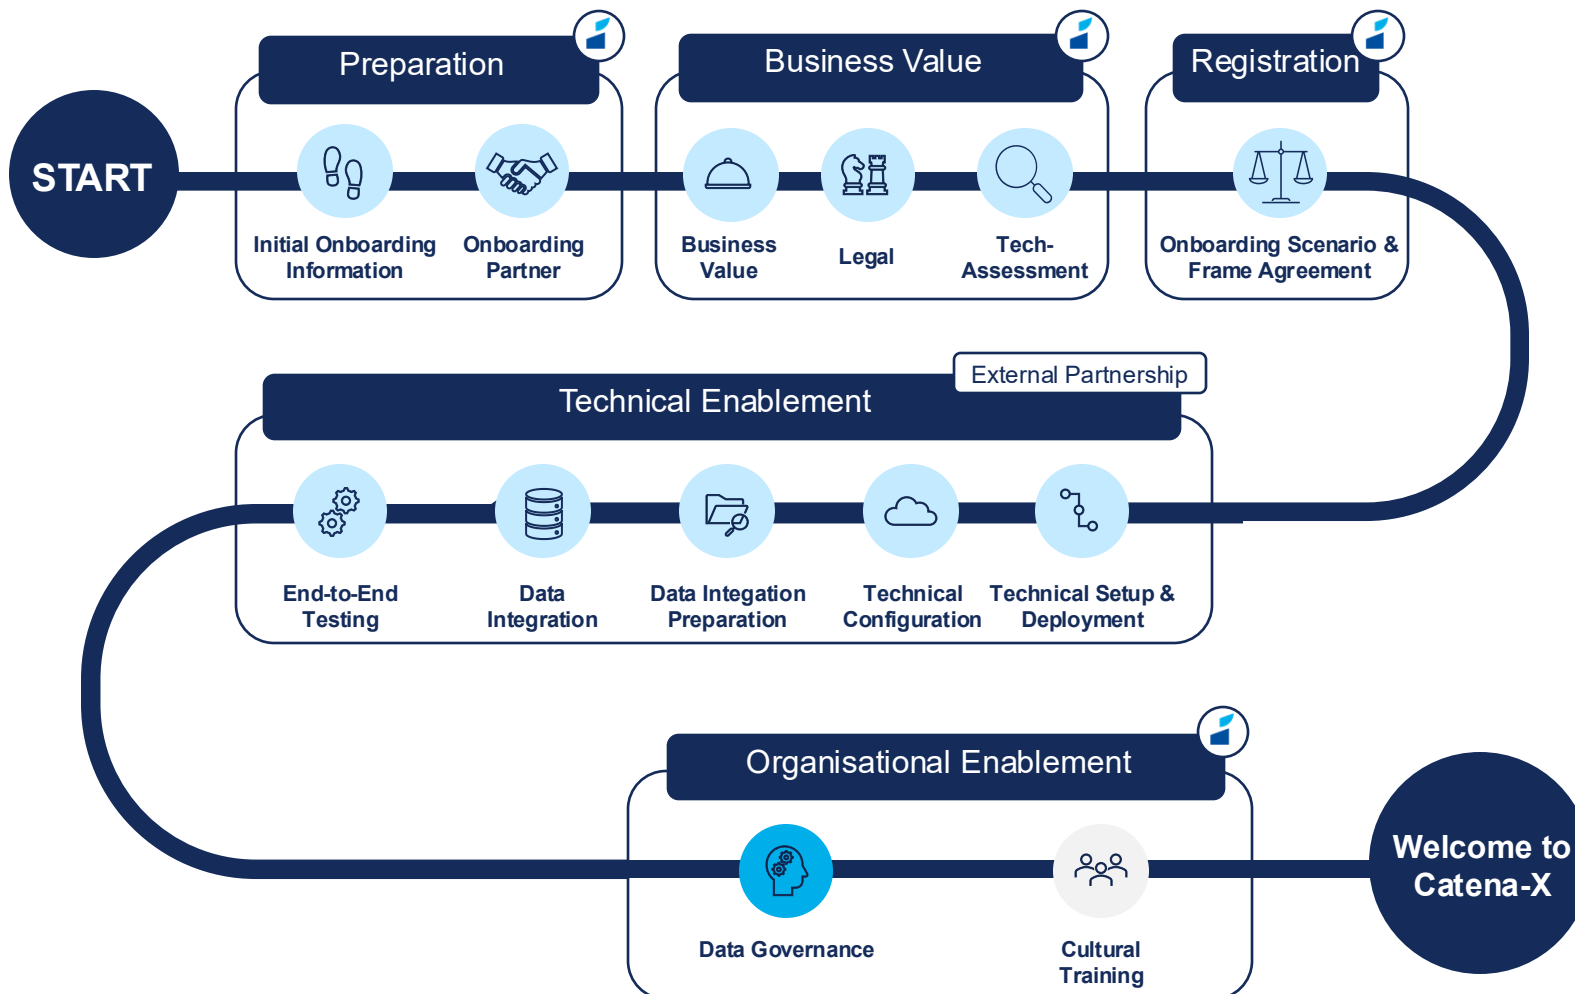 Preparation
Business Value
Registration
START
Initial Onboarding
Information
Onboarding
Partner
Business
Value
Legal
Tech-
Assessment
Onboarding Scenario &
Frame Agreement
External Partnership
Technical Enablement
End-to-End
Testing
Data
Integration
Data Integation
Preparation
Technical
Configuration
Technical Setup &
Deployment
Organisational Enablement
Data Governance
Cultural
Training
Welcome to
Catena-X